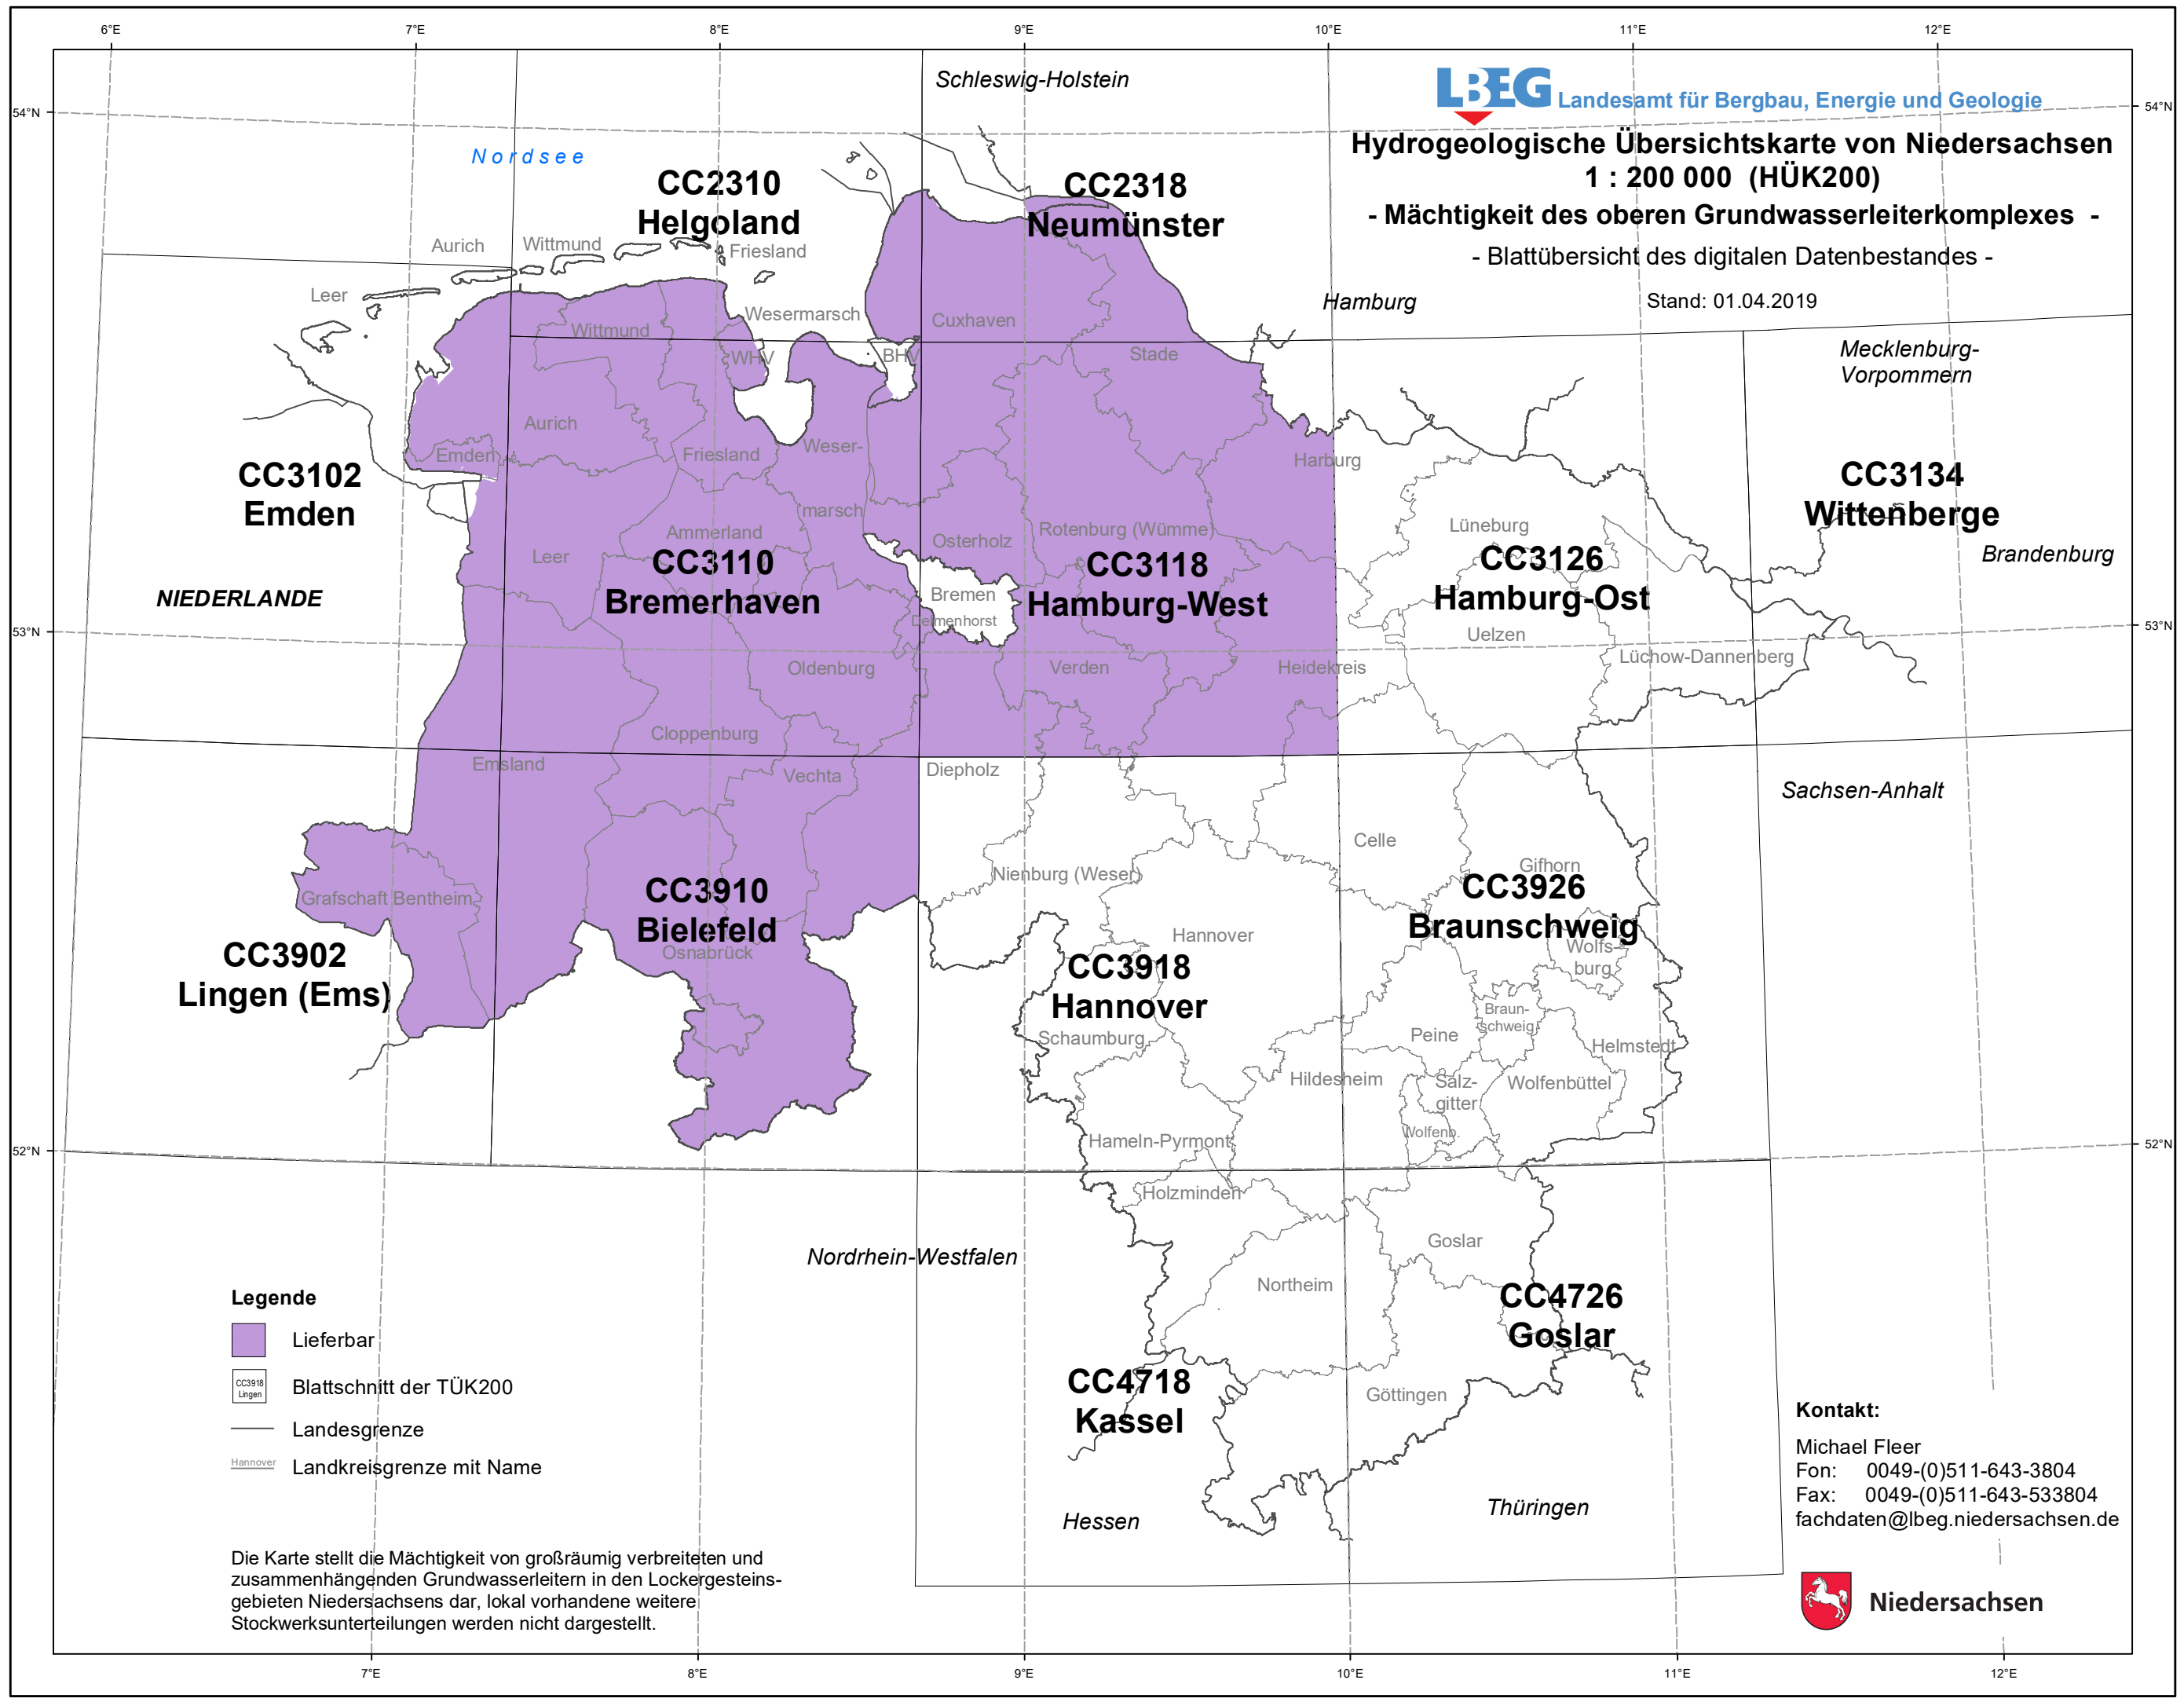 6°E
7°E
8°E
9°E
10°E
11°E
12°E
54°N
54°N
53°N
53°N
52°N
52°N
7°E
8°E
9°E
10°E
11°E
12°E
LBEG Landesamt für Bergbau, Energie und Geologie
Hydrogeologische Übersichtskarte von Niedersachsen
1 : 200 000 (HÜK200)
- Mächtigkeit des oberen Grundwasserleiterkomplexes -
- Blattübersicht des digitalen Datenbestandes -
Stand: 01.04.2019
Schleswig-Holstein
Nordsee
Hamburg
Mecklenburg-
Vorpommern
Brandenburg
NIEDERLANDE
Sachsen-Anhalt
Nordrhein-Westfalen
Hessen
Thüringen
CC2310
Helgoland
CC2318
Neumünster
CC3102
Emden
CC3110
Bremerhaven
CC3118
Hamburg-West
CC3126
Hamburg-Ost
CC3134
Wittenberge
CC3902
Lingen (Ems)
CC3910
Bielefeld
CC3918
Hannover
CC3926
Braunschweig
CC4718
Kassel
CC4726
Goslar
Aurich
Wittmund
Friesland
Leer
Wesermarsch
Wittmund
WHV
BHV
Cuxhaven
Stade
Aurich
Emden
Friesland
Weser-
marsch
Harburg
Ammerland
Leer
Osterholz
Rotenburg (Wümme)
Lüneburg
Bremen
Delmenhorst
Uelzen
Lüchow-Dannenberg
Oldenburg
Verden
Heidekreis
Cloppenburg
Emsland
Vechta
Diepholz
Celle
Gifhorn
Nienburg (Weser)
Grafschaft Bentheim
Hannover
Osnabrück
Wolfs-
burg
Braun-
schweig
Peine
Schaumburg
Helmstedt
Hildesheim
Salz-
gitter
Wolfenbüttel
Wolfenb.
Hameln-Pyrmont
Holzminden
Goslar
Northeim
Göttingen
Legende
Lieferbar
CC3918
Lingen
Blattschnitt der TÜK200
Landesgrenze
Hannover
Landkreisgrenze mit Name
Die Karte stellt die Mächtigkeit von großräumig verbreiteten und
zusammenhängenden Grundwasserleitern in den Lockergesteins-
gebieten Niedersachsens dar, lokal vorhandene weitere
Stockwerksunterteilungen werden nicht dargestellt.
Kontakt:
Michael Fleer
Fon: 0049-(0)511-643-3804
Fax: 0049-(0)511-643-533804
fachdaten@lbeg.niedersachsen.de
Niedersachsen